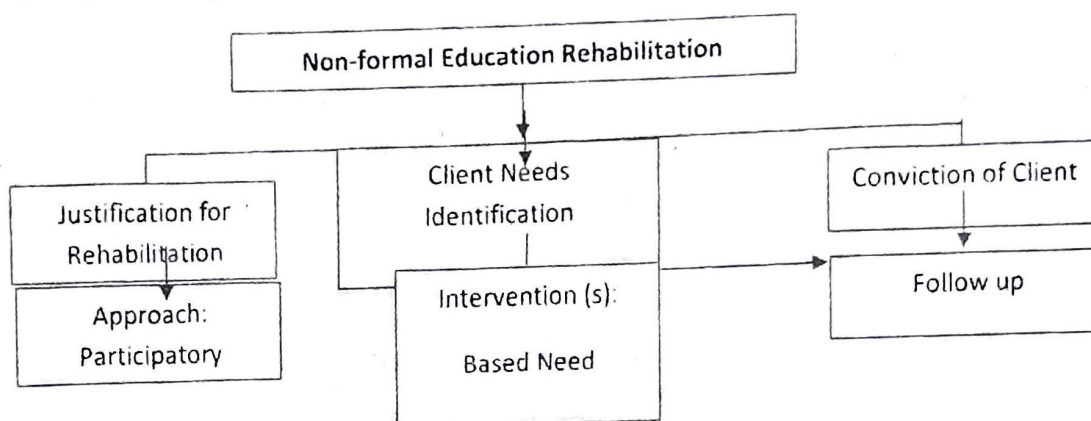 Non-formal Education Rehabilitation
Justification for
Rehabilitation
Approach:
Participatory
Client Needs
Identification
Intervention (s):
Based Need
Conviction of Client
Follow up